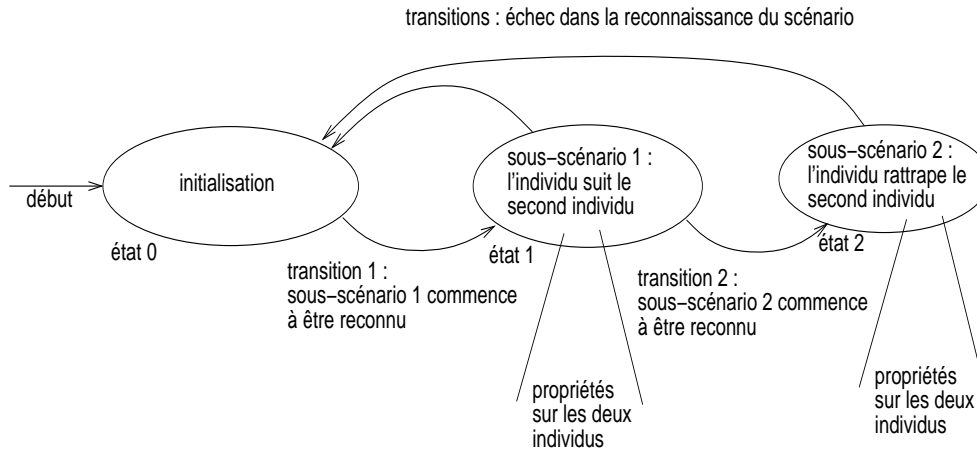 transitions : échec dans la reconnaissance du scénario
début
initialisation
état 0
transition 1 :
sous−scénario 1 commence
à être reconnu
sous−scénario 1 :
l'individu suit le
second individu
état 1
propriétés
sur les deux
individus
transition 2 :
sous−scénario 2 commence
à être reconnu
sous−scénario 2 :
l'individu rattrape le
second individu
état 2
propriétés
sur les deux
individus